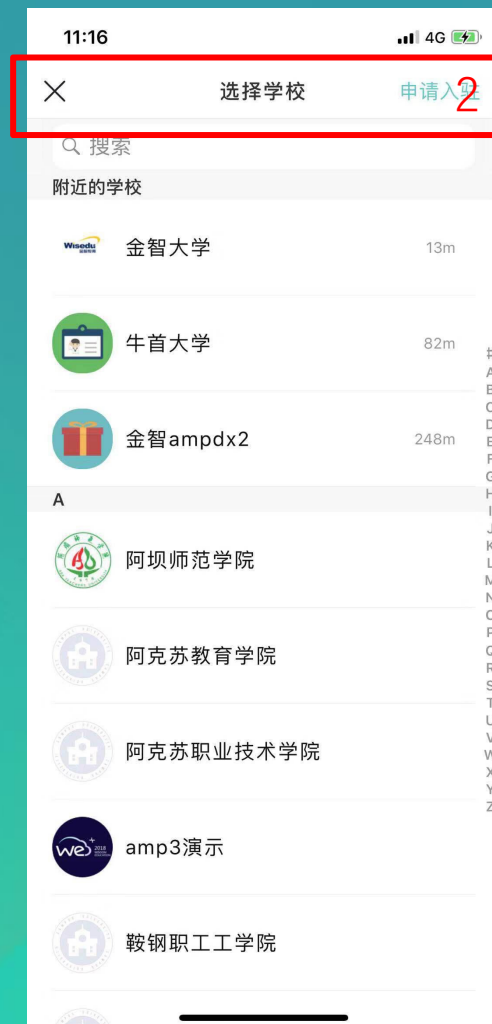 11:16 4G
选择学校 申请入驻 2
搜索
附近的学校
Wisedu 金智大学 13m
牛首大学 82m
金智ampdx2 248m
A
阿坝师范学院
阿克苏教育学院
阿克苏职业技术学院
we+ 2018 amp3演示
鞍钢职工工学院
#
A
B
C
D
E
F
G
H
I
J
K
L
M
N
O
P
Q
R
S
T
U
V
W
X
Y
Z